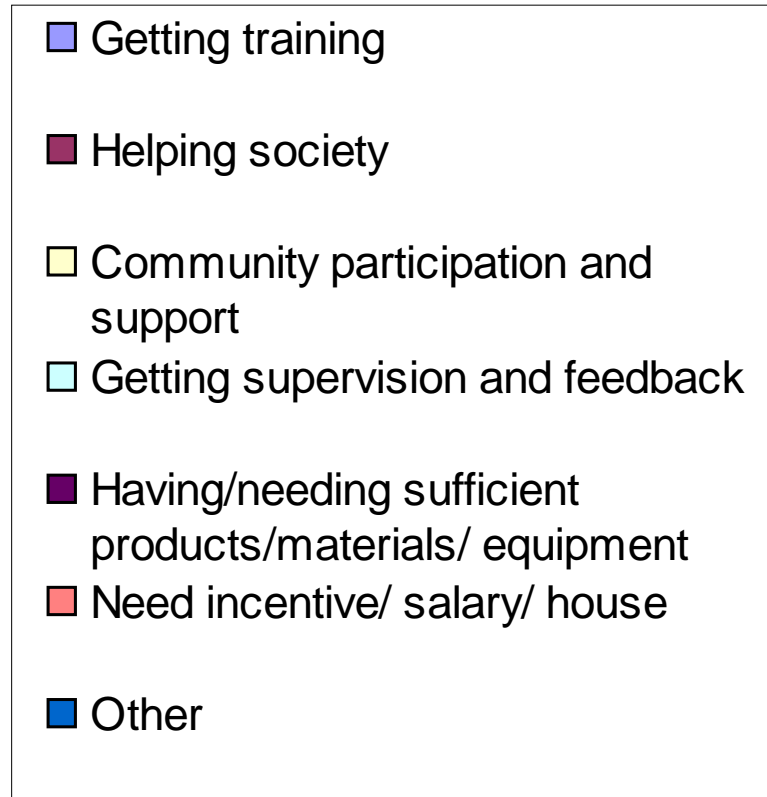 Getting training
Helping society
Community participation and
support
Getting supervision and feedback
Having/needing sufficient
products/materials/ equipment
Need incentive/ salary/ house
Other